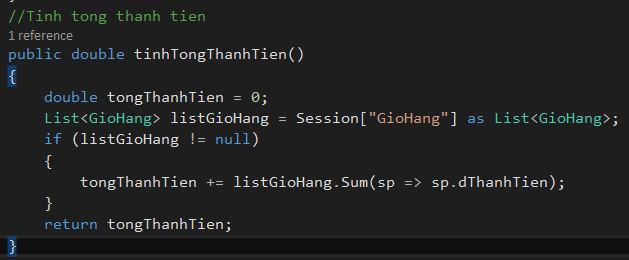 //Tinh tong thanh tien
1 reference
public double tinhTongThanhTien()
{
double tongThanhTien = 0;
List<GioHang> listGioHang = Session["GioHang"] as List<GioHang>;
if (listGioHang != null)
{
tongThanhTien += listGioHang.Sum(sp => sp.dThanhTien);
}
return tongThanhTien;
}